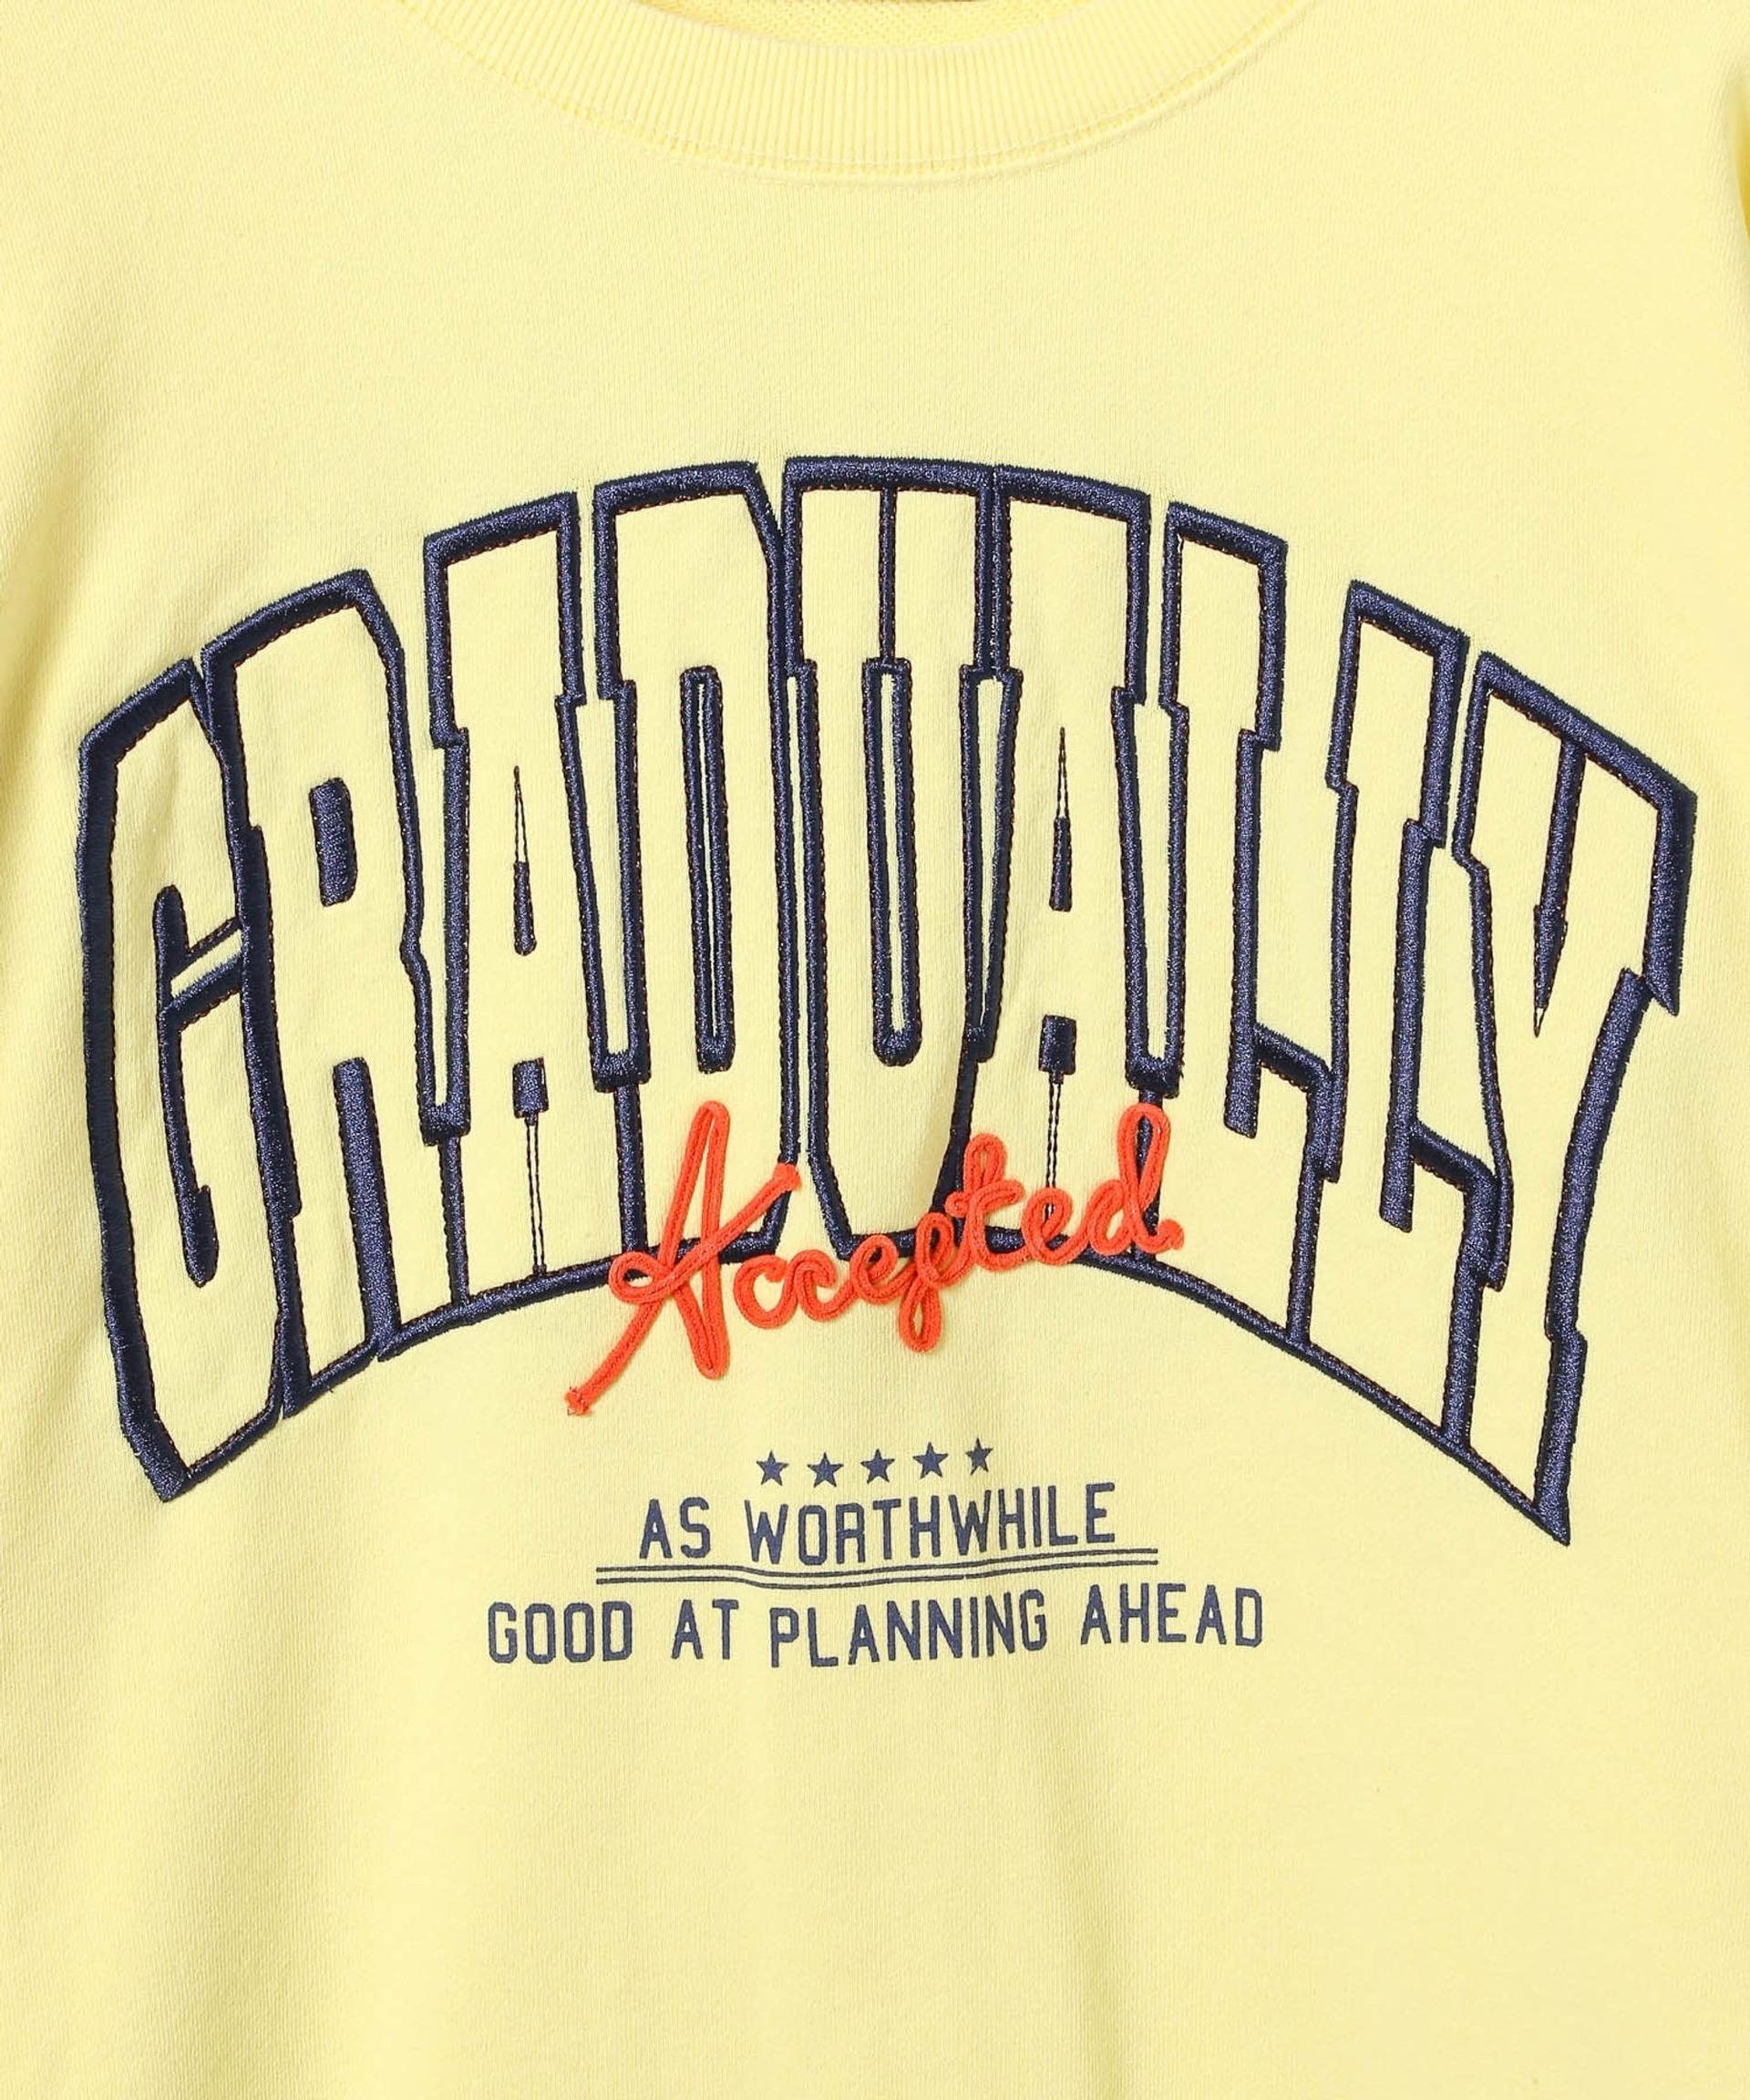 GRADUALLY
Accepted
AS WORTHWHILE
GOOD AT PLANNING AHEAD